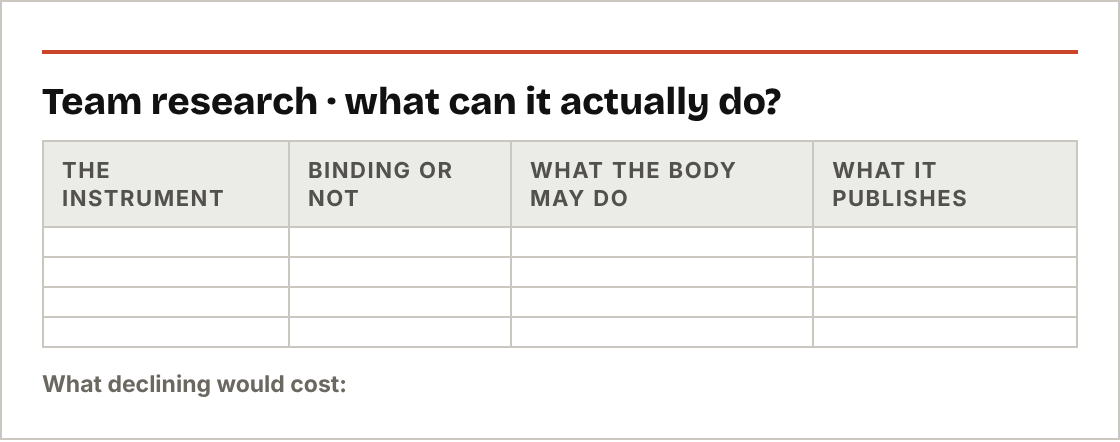 Team research · what can it actually do?
THE
INSTRUMENT
BINDING OR
NOT
WHAT THE BODY
MAY DO
WHAT IT
PUBLISHES
What declining would cost: